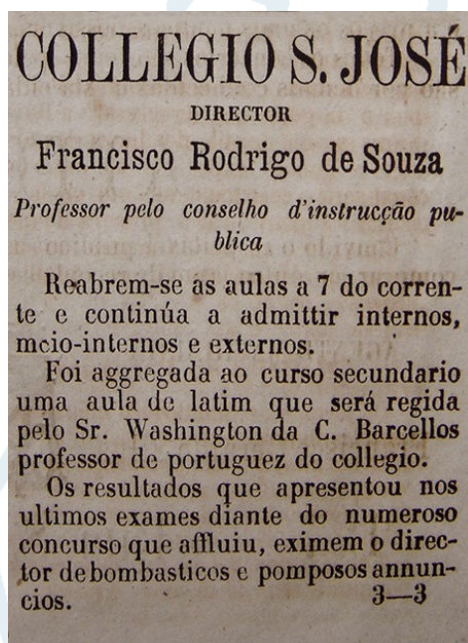 COLLEGIO S. JOSÉ
DIRECTOR
Francisco Rodrigo de Souza
Professor pelo conselho d'instrucção pu-
blica
Reabrem-se as aulas a 7 do corren-
te e continúa a admittir internos,
meio-internos e externos.
Foi aggregada ao curso secundario
uma aula de latim que será regida
pelo Sr. Washington da C. Barcellos
professor de portuguez do collegio.
Os resultados que apresentou nos
ultimos exames diante do numeroso
concurso que affluiu, eximem o direc-
tor de bombasticos e pomposos annun-
cios. 3—3